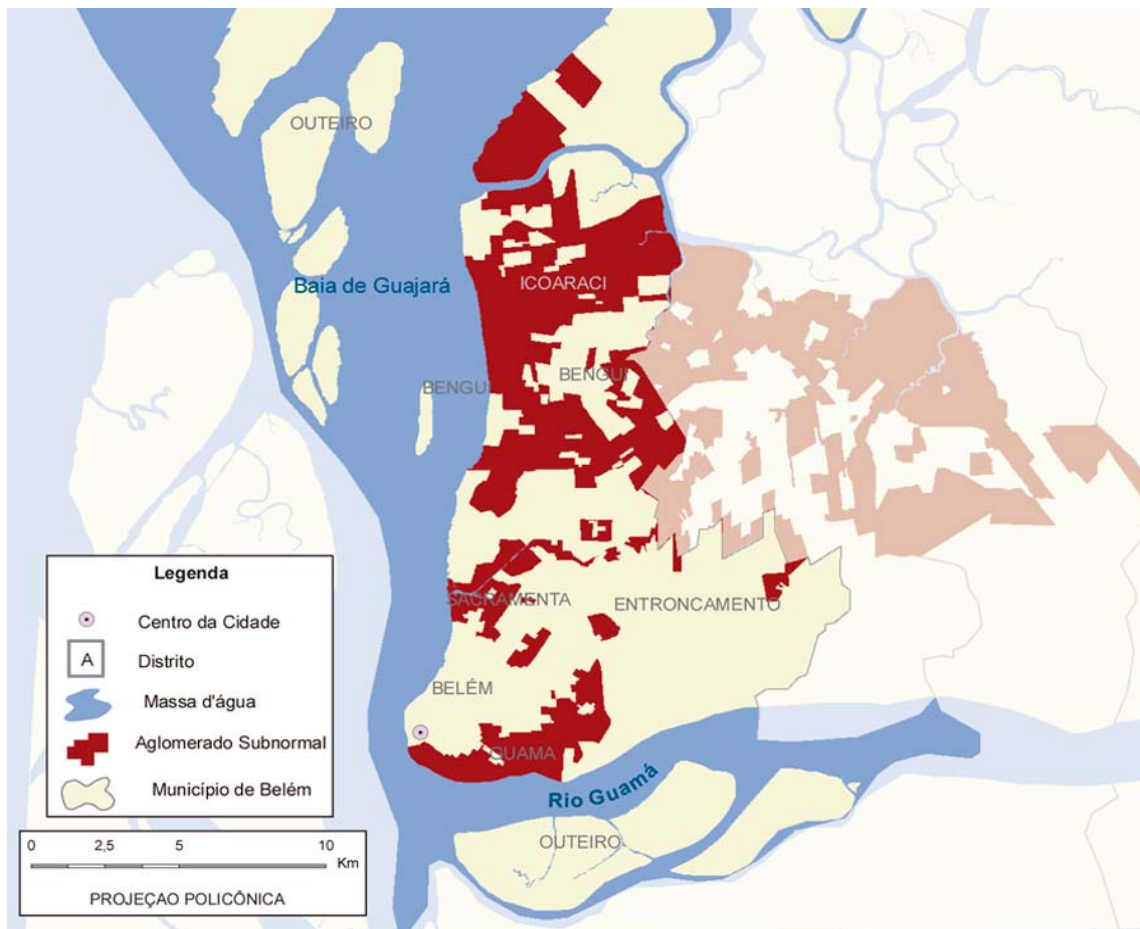 OUTEIRO
ICOARACI
Baia de Guajará
BENGUI
BENGUI
SACRAMENTA
ENTRONCAMENTO
BELÉM
GUAMA
Rio Guamá
OUTEIRO
Legenda
Centro da Cidade
A
Distrito
Massa d'água
Aglomerado Subnormal
Município de Belém
0 2,5 5 10
Km
PROJEÇAO POLICÔNICA